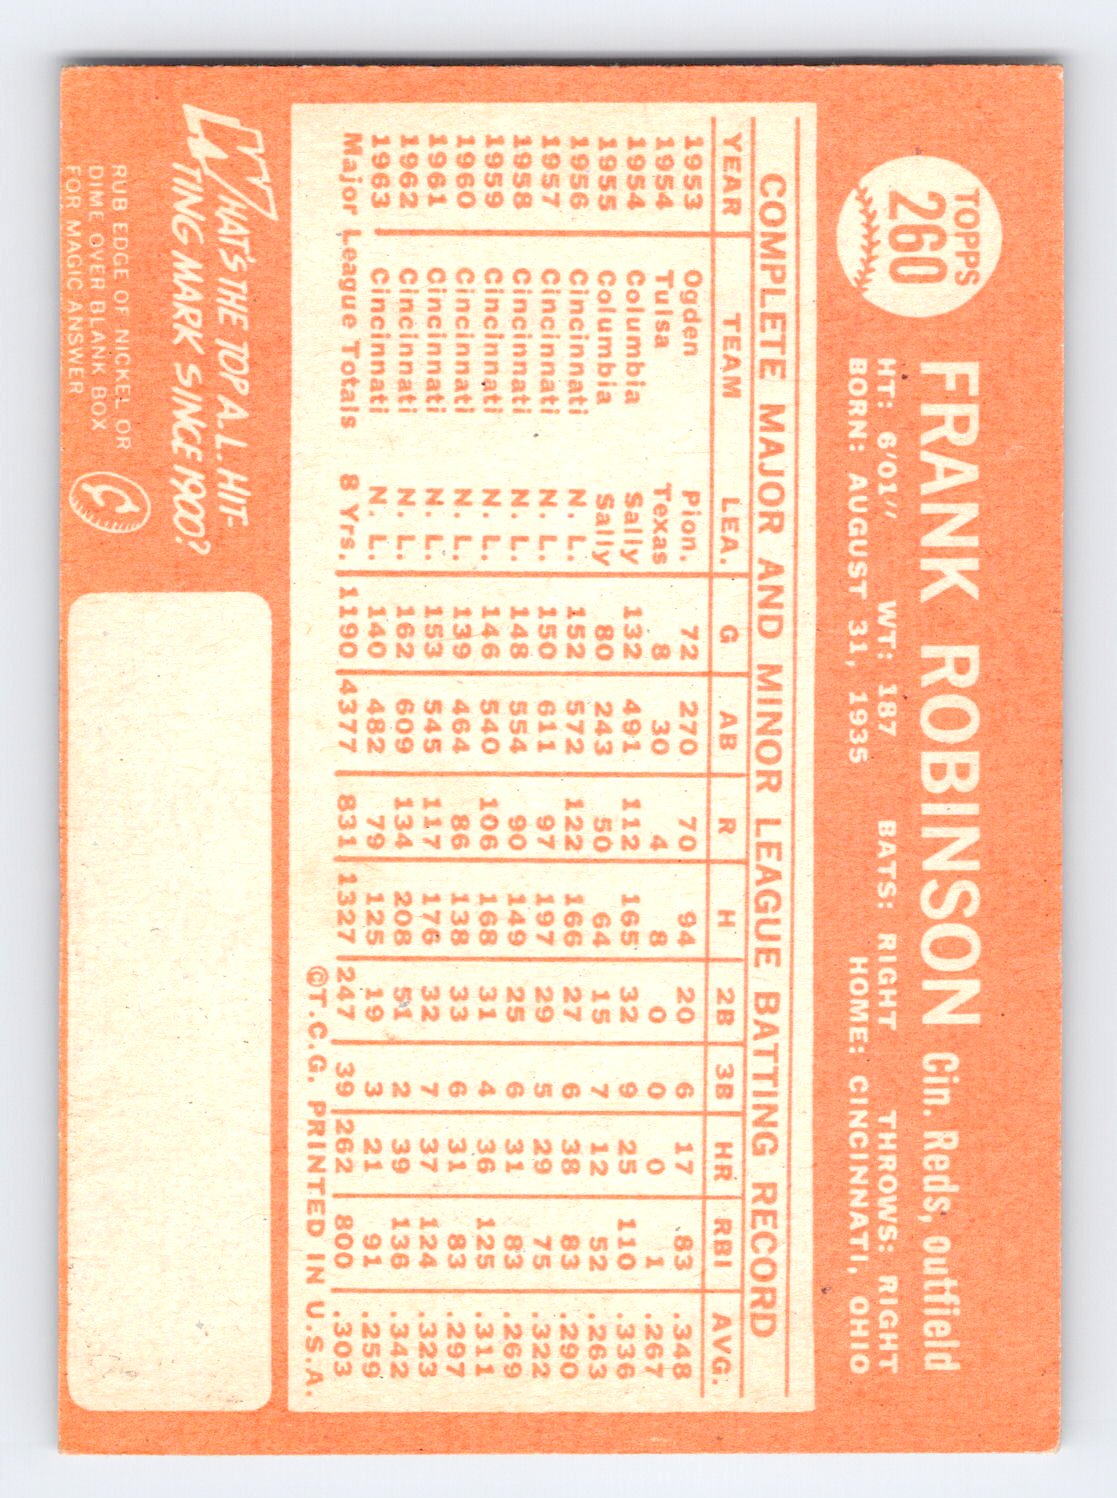 TOPPS
260
FRANK ROBINSON Cin. Reds, outfield
HT: 6'01" WT: 187 BATS: RIGHT THROWS: RIGHT
BORN: AUGUST 31, 1935 HOME: CINCINNATI, OHIO
COMPLETE MAJOR AND MINOR LEAGUE BATTING RECORD
YEAR TEAM LEA. G AB R H 2B 3B HR RBI AVG.
1953 Ogden Pion. 72 270 70 94 20 6 17 83 .348
1954 Tulsa Texas 8 30 4 8 0 0 0 1 .267
1954 Columbia Sally 132 491 112 165 32 9 25 110 .336
1955 Columbia Sally 80 243 50 64 15 7 12 52 .263
1956 Cincinnati N. L. 152 572 122 166 27 6 38 83 .290
1957 Cincinnati N. L. 150 611 97 197 29 5 29 75 .322
1958 Cincinnati N. L. 148 554 90 149 25 6 31 83 .269
1959 Cincinnati N. L. 146 540 106 168 31 4 36 125 .311
1960 Cincinnati N. L. 139 464 86 138 33 6 31 83 .297
1961 Cincinnati N. L. 153 545 117 176 32 7 37 124 .323
1962 Cincinnati N. L. 162 609 134 208 51 2 39 136 .342
1963 Cincinnati N. L. 140 482 79 125 19 3 21 91 .259
Major League Totals 8 Yrs. 1190 4377 831 1327 247 39 262 800 .303
©T.C.G. PRINTED IN U.S.A.
WHAT'S THE TOP A.L. HIT-
TING MARK SINCE 1900?
RUB EDGE OF NICKEL OR
DIME OVER BLANK BOX
FOR MAGIC ANSWER